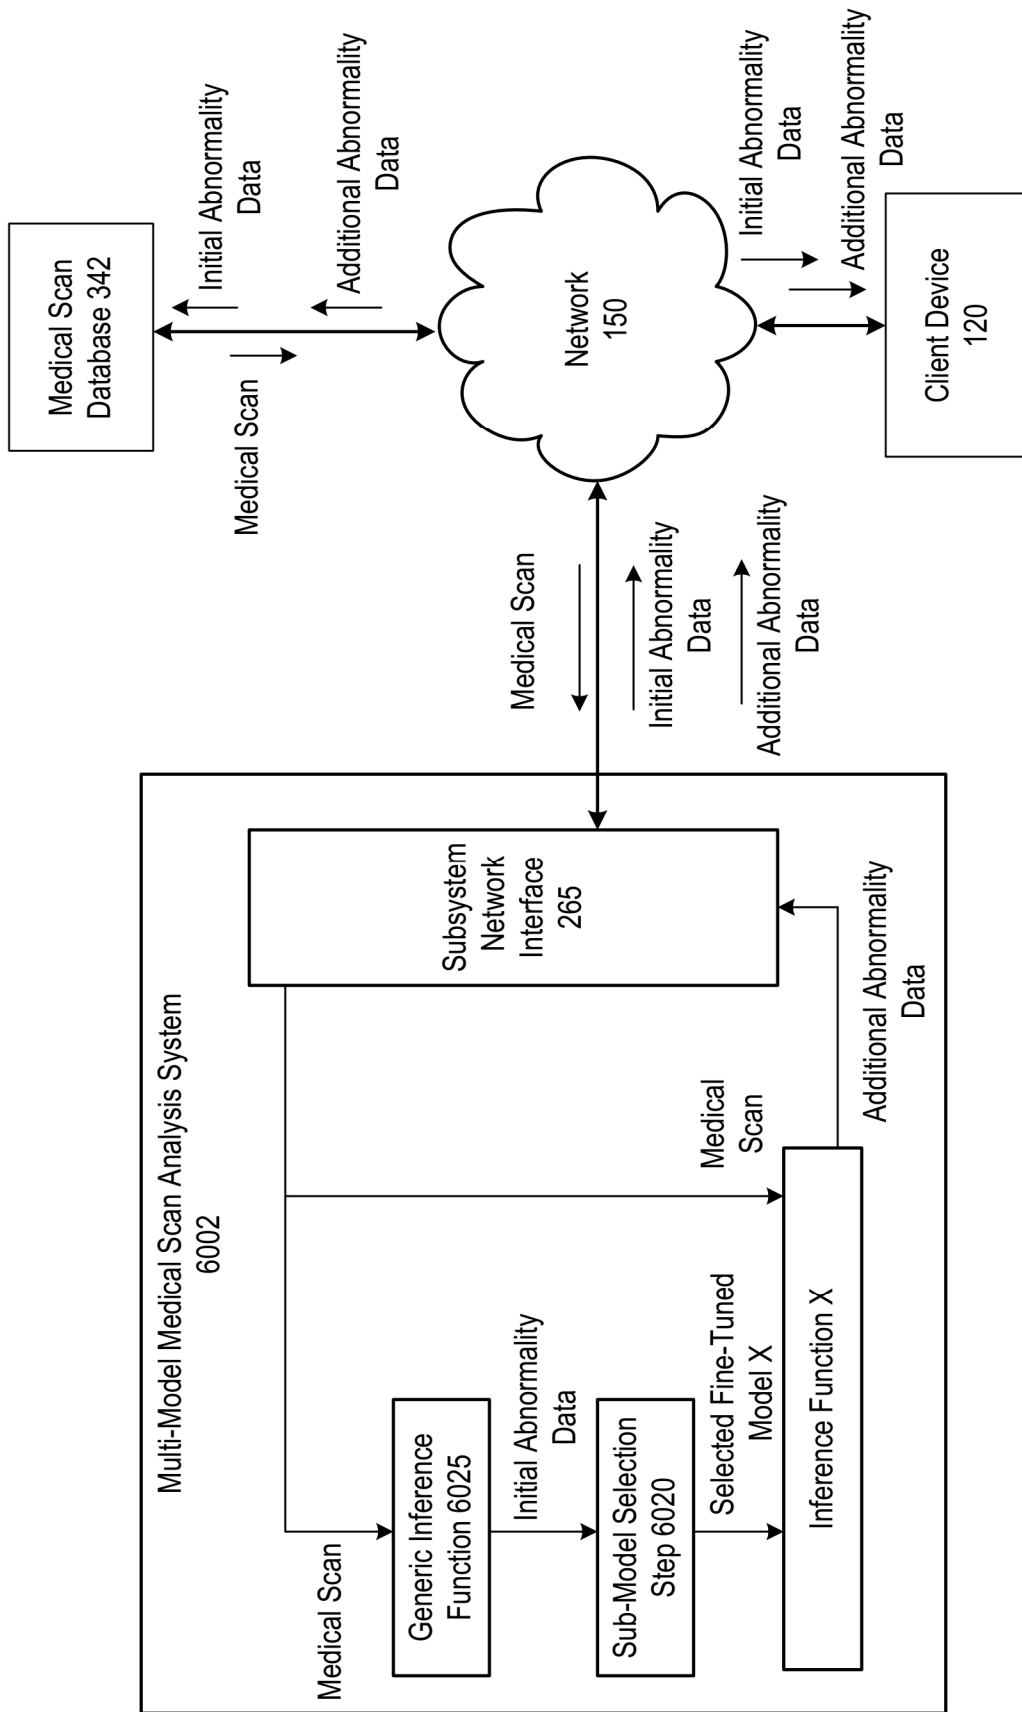 Multi-Model Medical Scan Analysis System
6002
Medical Scan
Generic Inference
Function 6025
Initial Abnormality
Data
Sub-Model Selection
Step 6020
Selected Fine-Tuned
Model X
Medical
Scan
Inference Function X
Subsystem
Network
Interface
265
Additional Abnormality
Data
Medical Scan
Initial Abnormality
Data
Additional Abnormality
Data
Medical Scan
Database 342
Medical Scan
Initial Abnormality
Data
Additional Abnormality
Data
Network
150
Initial Abnormality
Data
Additional Abnormality
Data
Client Device
120